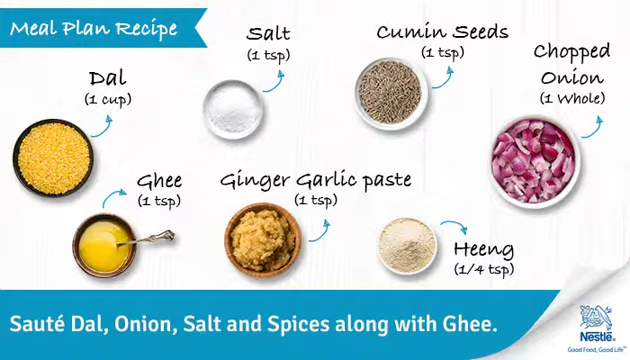 Meal Plan Recipe
Salt
(1 tsp)
Cumin Seeds
(1 tsp)
Chopped
Onion
(1 Whole)
Dal
(1 cup)
Ghee
(1 tsp)
Ginger Garlic paste
(1 tsp)
Heeng
(1/4 tsp)
Sauté Dal, Onion, Salt and Spices along with Ghee.
Nestlé
Good Food, Good Life